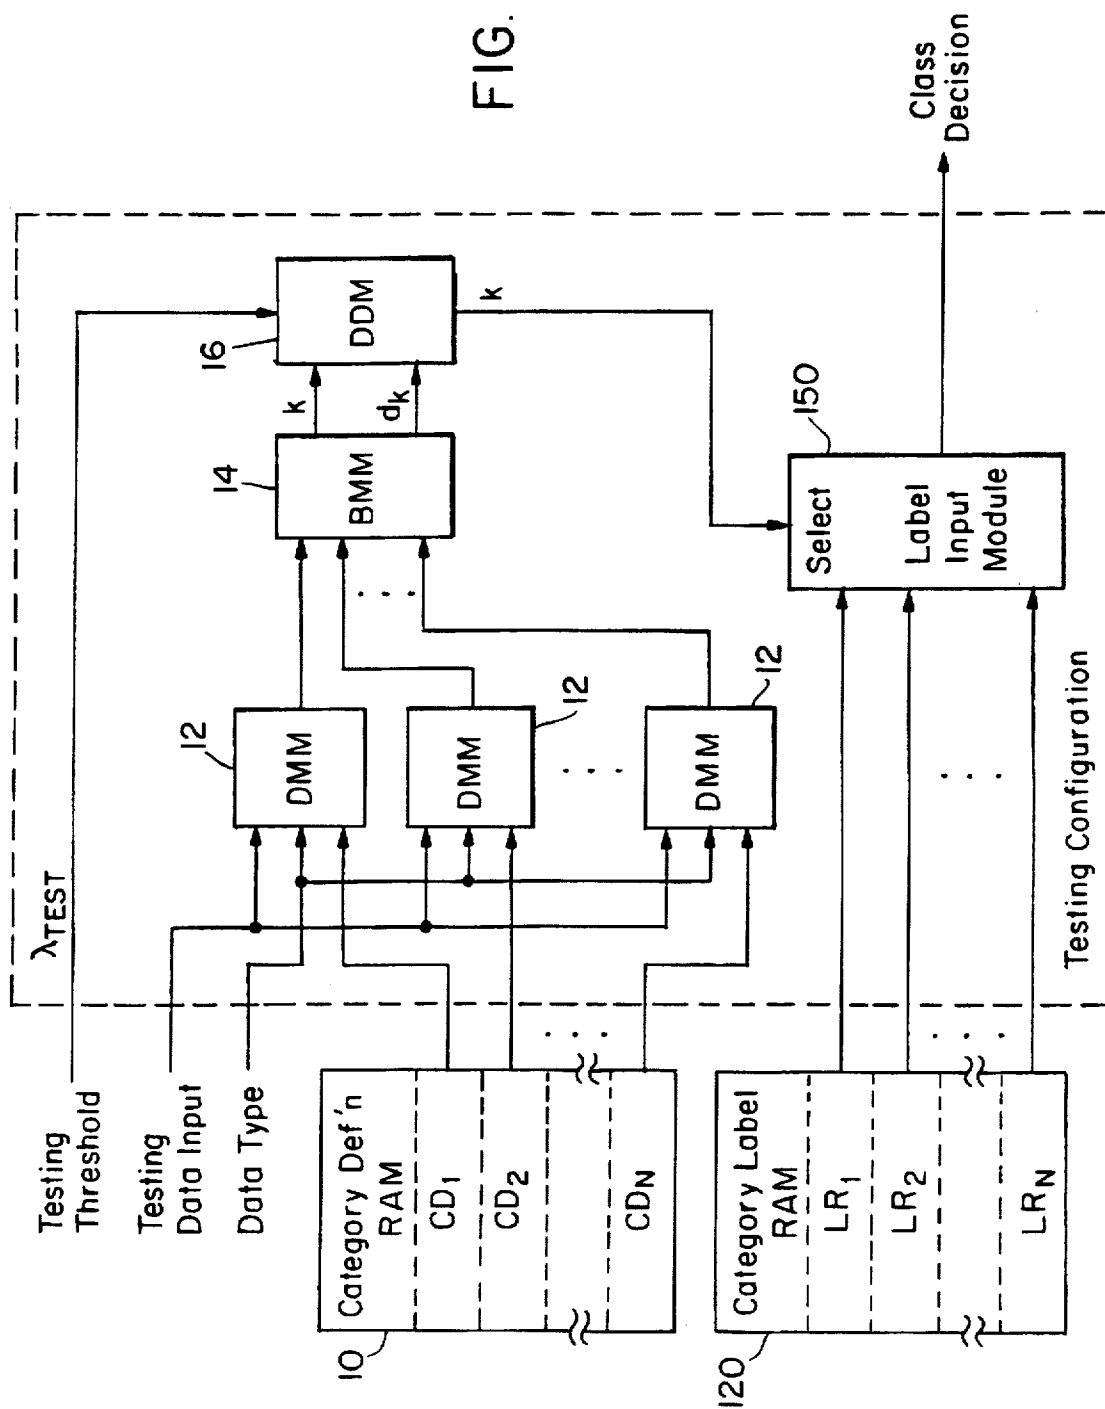 FIG.
Testing
Threshold
λTEST
Testing
Data Input
Data Type
Category Def'n
RAM
CD1
CD2
CDN
10
DMM
12
DMM
12
DMM
12
BMM
14
k
dk
DDM
16
k
Category Label
RAM
LR1
LR2
LRN
120
Select
Label
Input
Module
150
Class
Decision
Testing Configuration